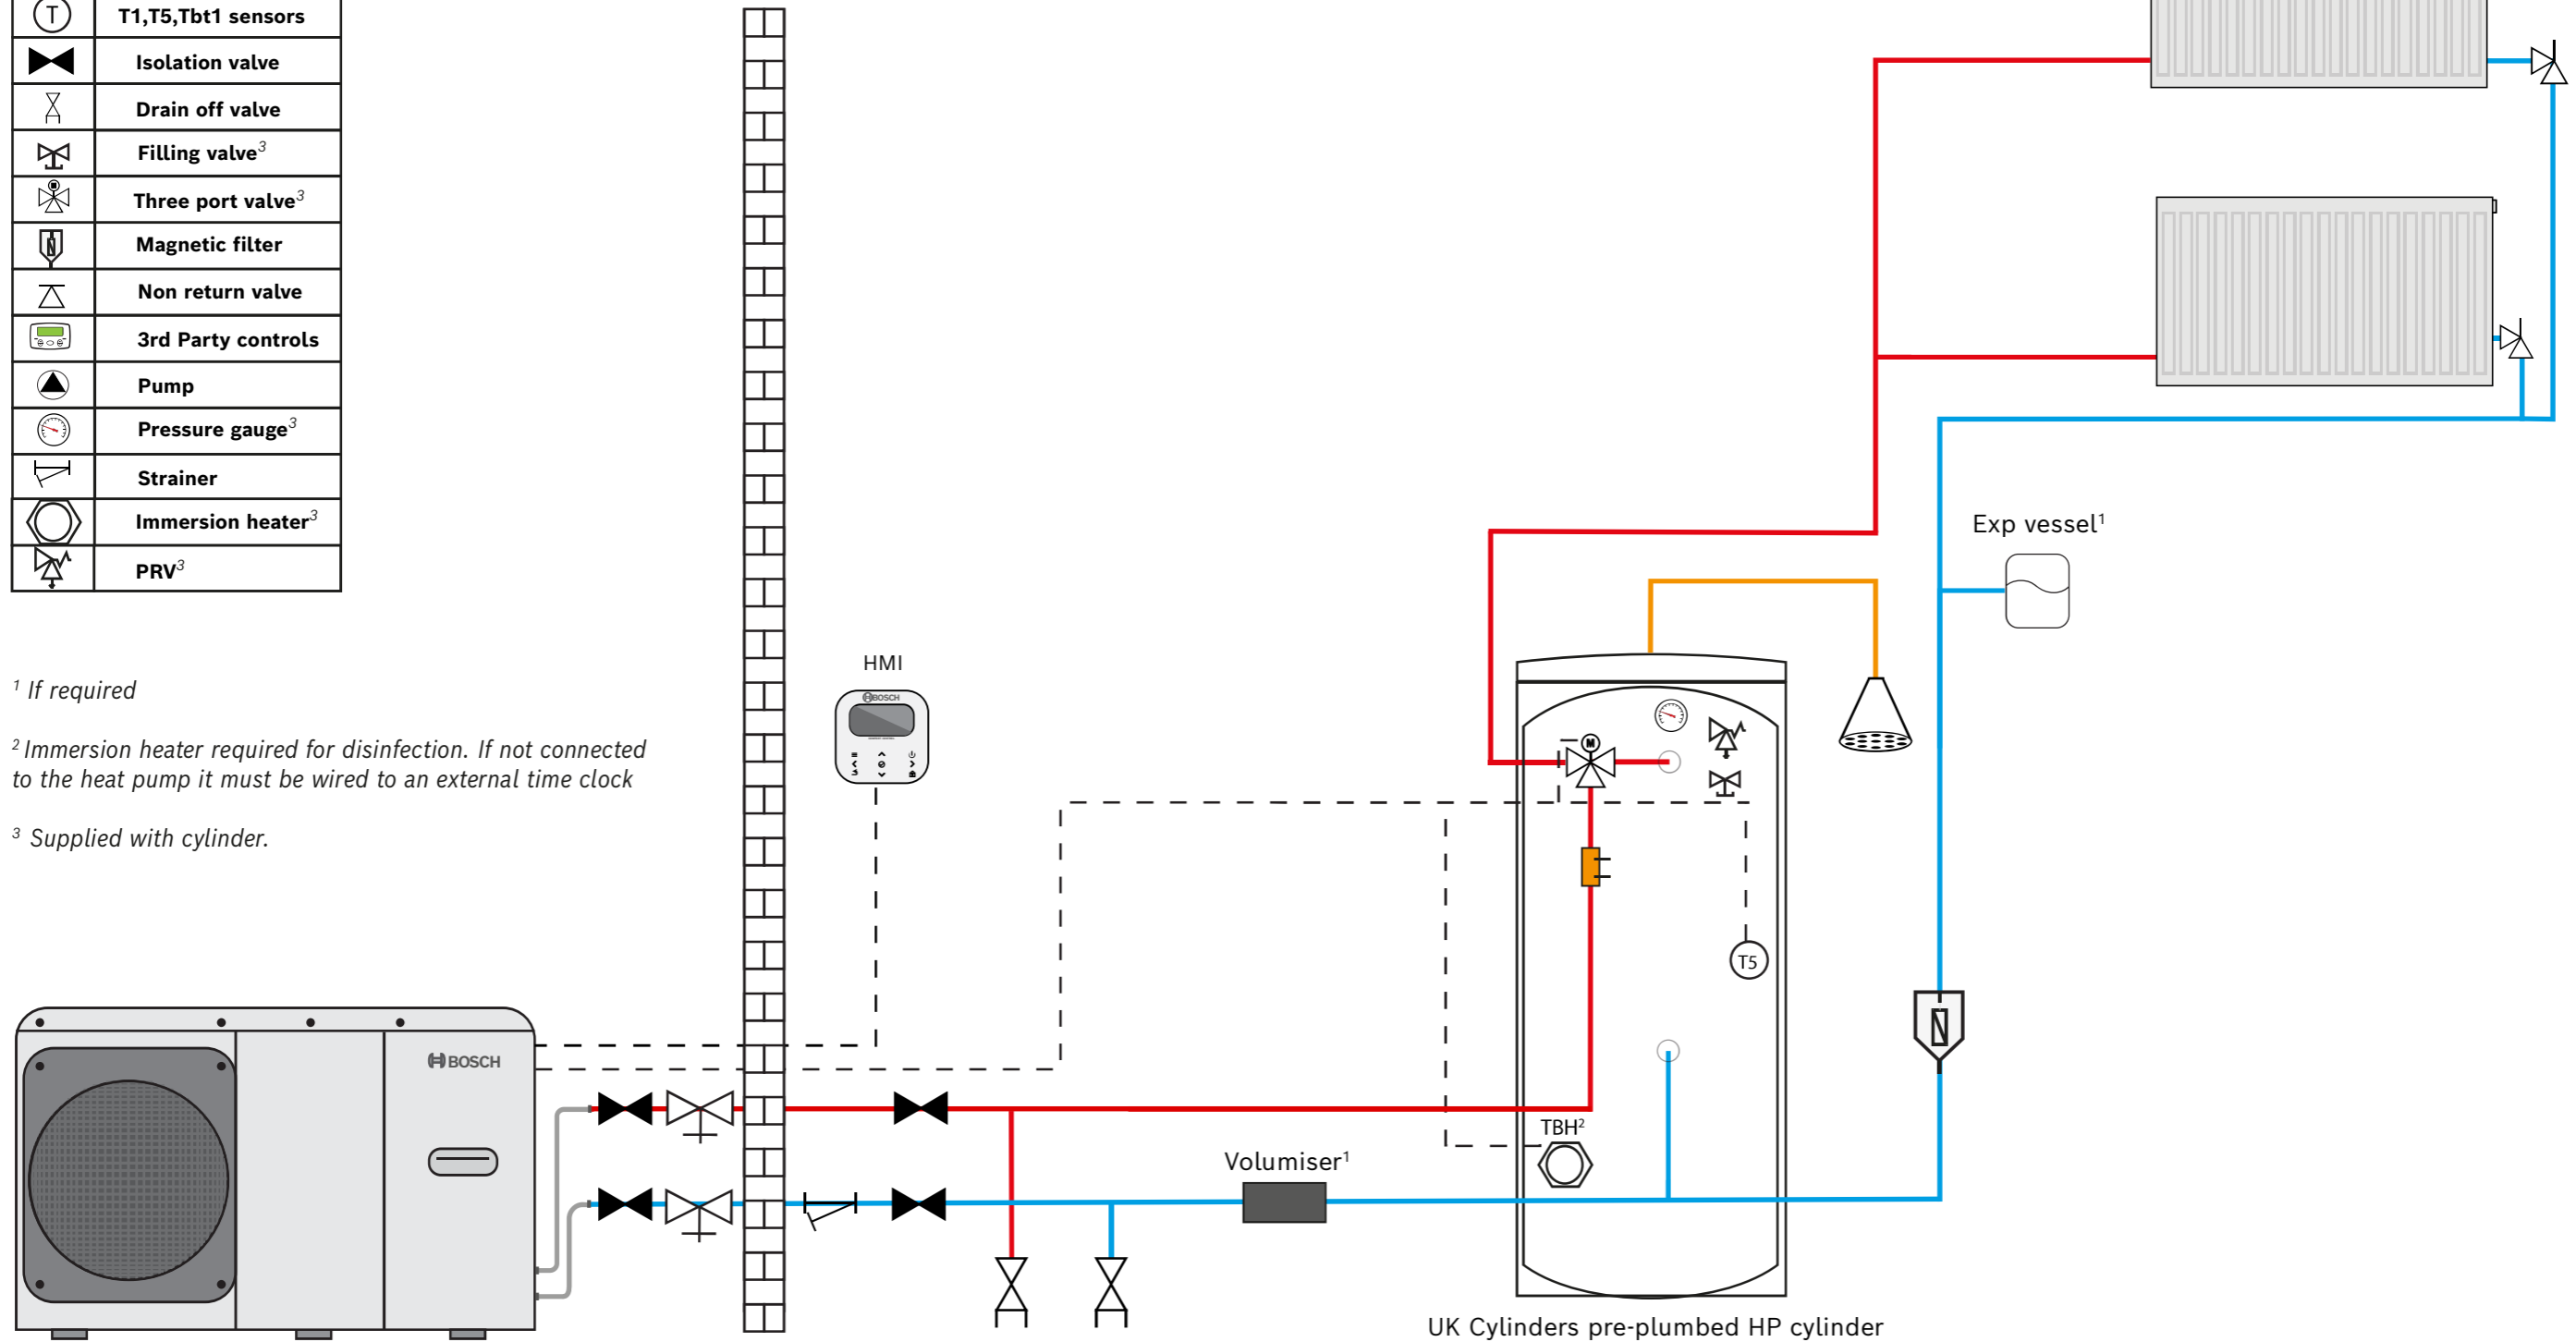 T
T1,T5,Tbt1 sensors
Isolation valve
Drain off valve
Filling valve³
Three port valve³
Magnetic filter
Non return valve
3rd Party controls
Pump
Pressure gauge³
Strainer
Immersion heater³
PRV³
¹ If required
² Immersion heater required for disinfection. If not connected
to the heat pump it must be wired to an external time clock
³ Supplied with cylinder.
HMI
BOSCH
Exp vessel¹
M
T5
BOSCH
TBH²
Volumiser¹
UK Cylinders pre-plumbed HP cylinder